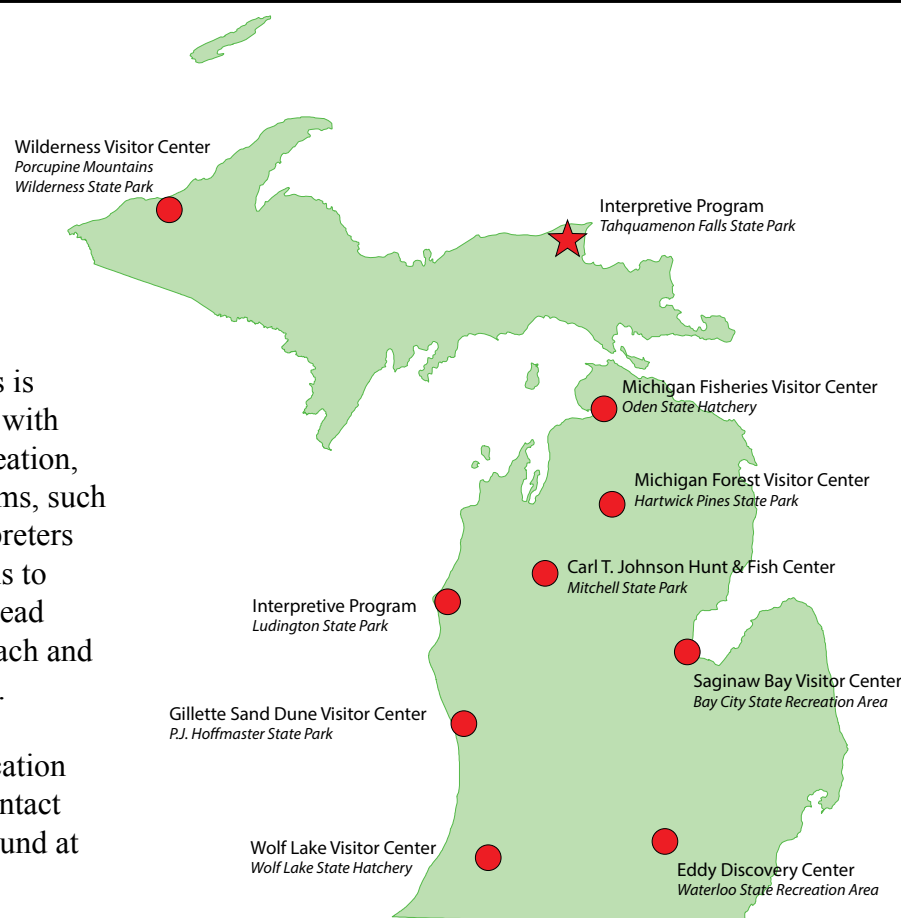 Wilderness Visitor Center
Porcupine Mountains
Wilderness State Park
Interpretive Program
Tahquamenon Falls State Park
s is
with
eation,
ms, such
preters
s to
ead
ach and
.
cation
ntact
und at
Michigan Fisheries Visitor Center
Oden State Hatchery
Michigan Forest Visitor Center
Hartwick Pines State Park
Carl T. Johnson Hunt & Fish Center
Mitchell State Park
Interpretive Program
Ludington State Park
Saginaw Bay Visitor Center
Bay City State Recreation Area
Gillette Sand Dune Visitor Center
P.J. Hoffmaster State Park
Wolf Lake Visitor Center
Wolf Lake State Hatchery
Eddy Discovery Center
Waterloo State Recreation Area